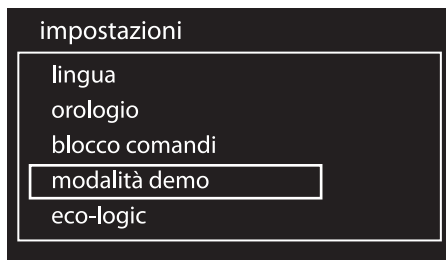 impostazioni
lingua
orologio
blocco comandi
modalità demo
eco-logic